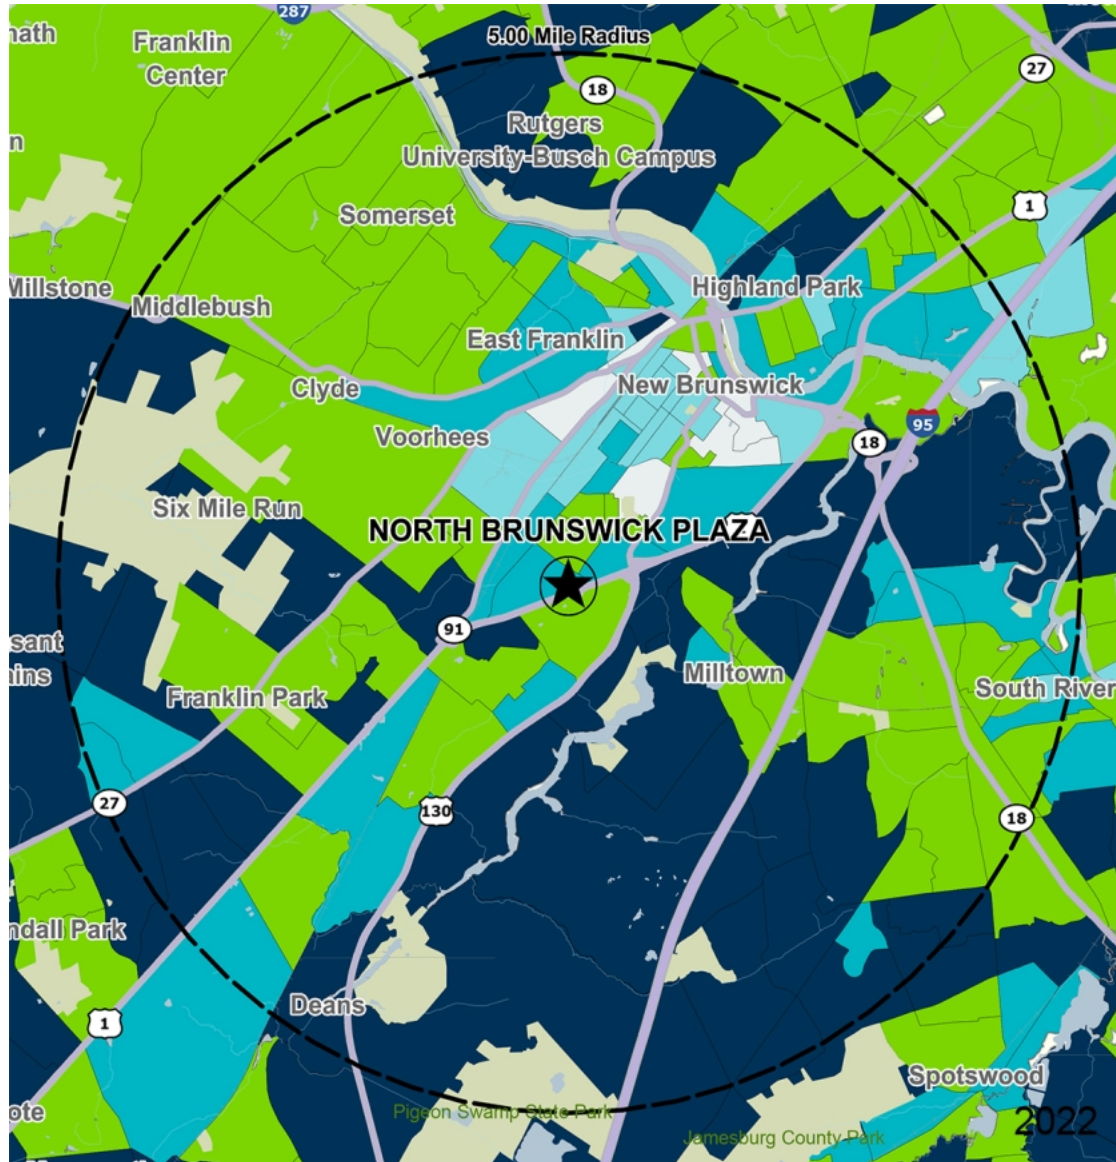 287
nath
Franklin
Center
5.00 Mile Radius
27
18
Rutgers
University-Busch Campus
n
Somerset
1
Millstone
Middlebush
Highland Park
East Franklin
Clyde
New Brunswick
95
Voorhees
18
Six Mile Run
NORTH BRUNSWICK PLAZA
91
sant
ains
Franklin Park
Milltown
South River
27
130
18
ndall Park
Deans
1
Spotswood
ote
Pigeon Swamp State Park
2022
Jamesburg County Park